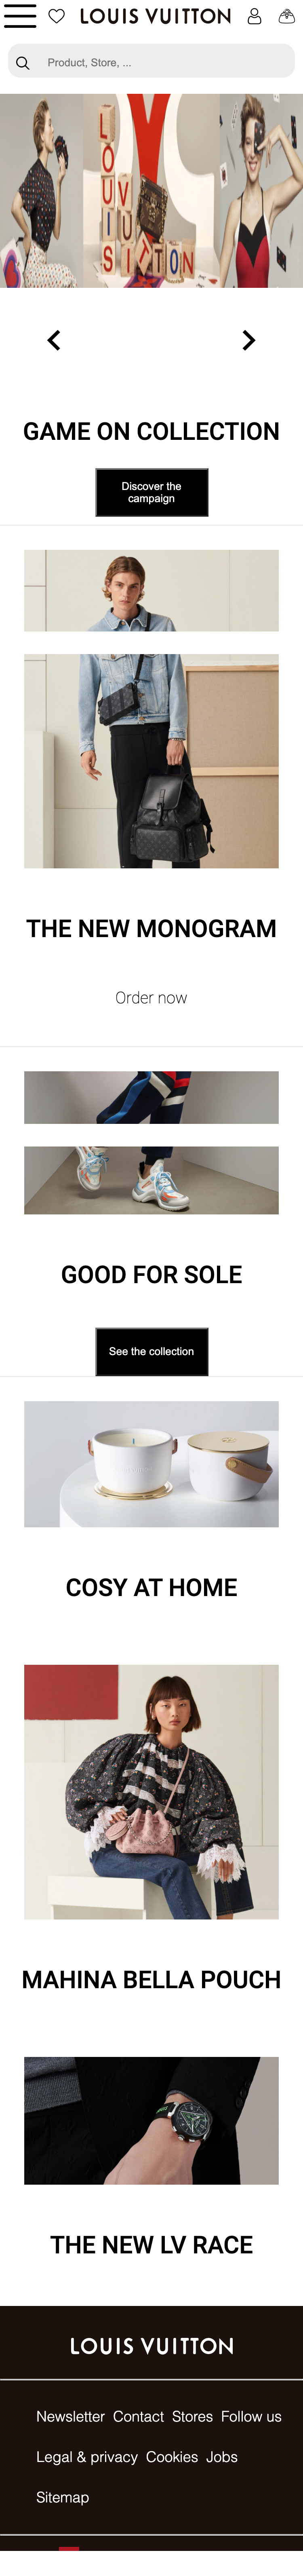 LOUIS VUITTON
Product, Store, ...
LOUIS
VUITTON
GAME ON COLLECTION
Discover the
campaign
THE NEW MONOGRAM
Order now
GOOD FOR SOLE
See the collection
COSY AT HOME
MAHINA BELLA POUCH
THE NEW LV RACE
LOUIS VUITTON
Newsletter Contact Stores Follow us
Legal & privacy Cookies Jobs
Sitemap